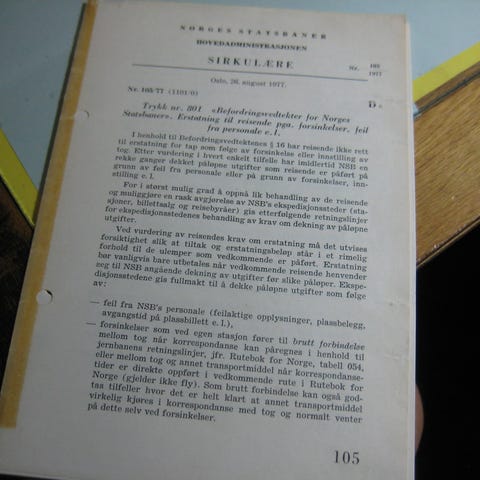 NORGES STATSBANER
HOVEDADMINISTRASJONEN
SIRKULÆRE
Nr. 105
1977
Oslo, 26. august 1977.
Nr. 105/77 (1101/0)
D
Trykk nr. 801 «Befordringsvedtekter for Norges
Statsbaner». Erstatning til reisende pga. forsinkelser, feil
fra personale e.l.
I henhold til Befordringsvedtektenes § 16 har reisende ikke rett
til erstatning for tap som følge av forsinkelse eller innstilling av
tog. Etter vurdering i hvert enkelt tilfelle har imidlertid NSB en
rekke ganger dekket påløpne utgifter som reisende er påført på
grunn av feil fra personale eller på grunn av forsinkelser, inn-
stilling e.l.
For i størst mulig grad å oppnå lik behandling av de reisende
og muliggjøre en rask avgjørelse av NSB's ekspedisjonssteder (sta-
sjoner, billettsalg og reisebyråer) gis etterfølgende retningslinjer
for ekspedisjonsstedenes behandling av krav om dekning av påløpne
utgifter.
Ved vurdering av reisendes krav om erstatning må det utvises
forsiktighet slik at tiltak og erstatningsbeløp står i et rimelig
forhold til de ulemper som vedkommende er påført. Erstatning
bør vanligvis bare utbetales når vedkommende reisende henvender
seg til NSB angående dekning av utgifter før slike påløper. Ekspe-
disjonsstedene gis fullmakt til å dekke påløpne utgifter som følge
av:
— feil fra NSB's personale (feilaktige opplysninger, plassbelegg,
avgangstid på plassbillett e.l.),
— forsinkelser som ved egen stasjon fører til brutt forbindelse
mellom tog når korrespondanse kan påregnes i henhold til
jernbanens retningslinjer, jfr. Rutebok for Norge, tabell 054,
eller mellom tog og annet transportmiddel når korrespondanse-
tider er direkte oppført i vedkommende rute i Rutebok for
Norge (gjelder ikke fly). Som brutt forbindelse kan også god-
tas tilfeller hvor det er helt klart at annet transportmiddel
virkelig kjøres i korrespondanse med tog og normalt venter
på dette selv ved forsinkelser.
105